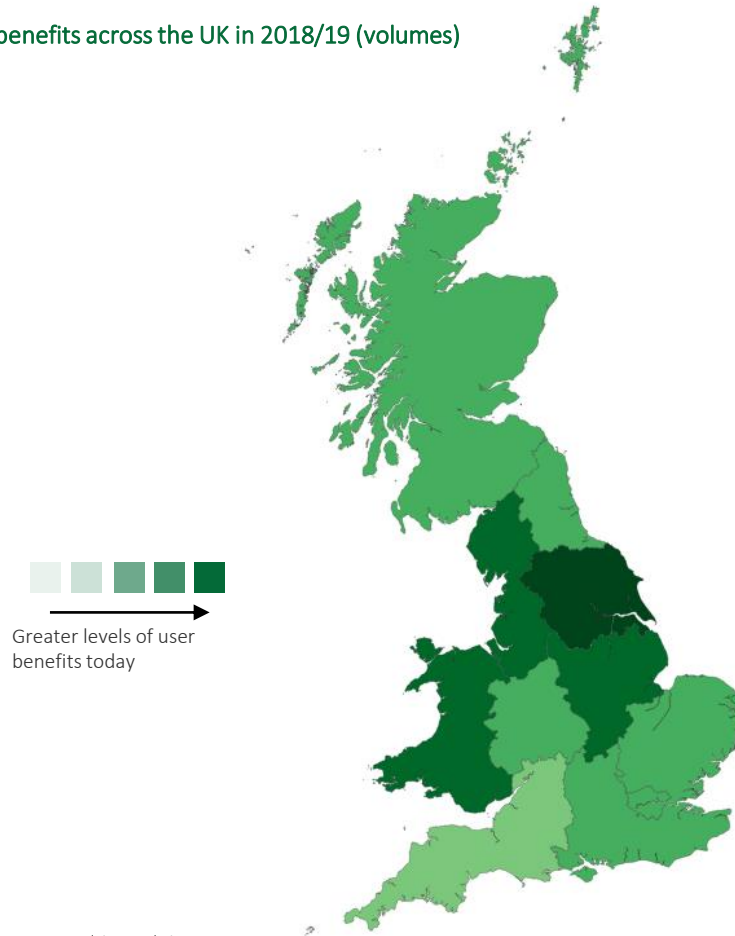 benefits across the UK in 2018/19 (volumes)
Greater levels of user
benefits today